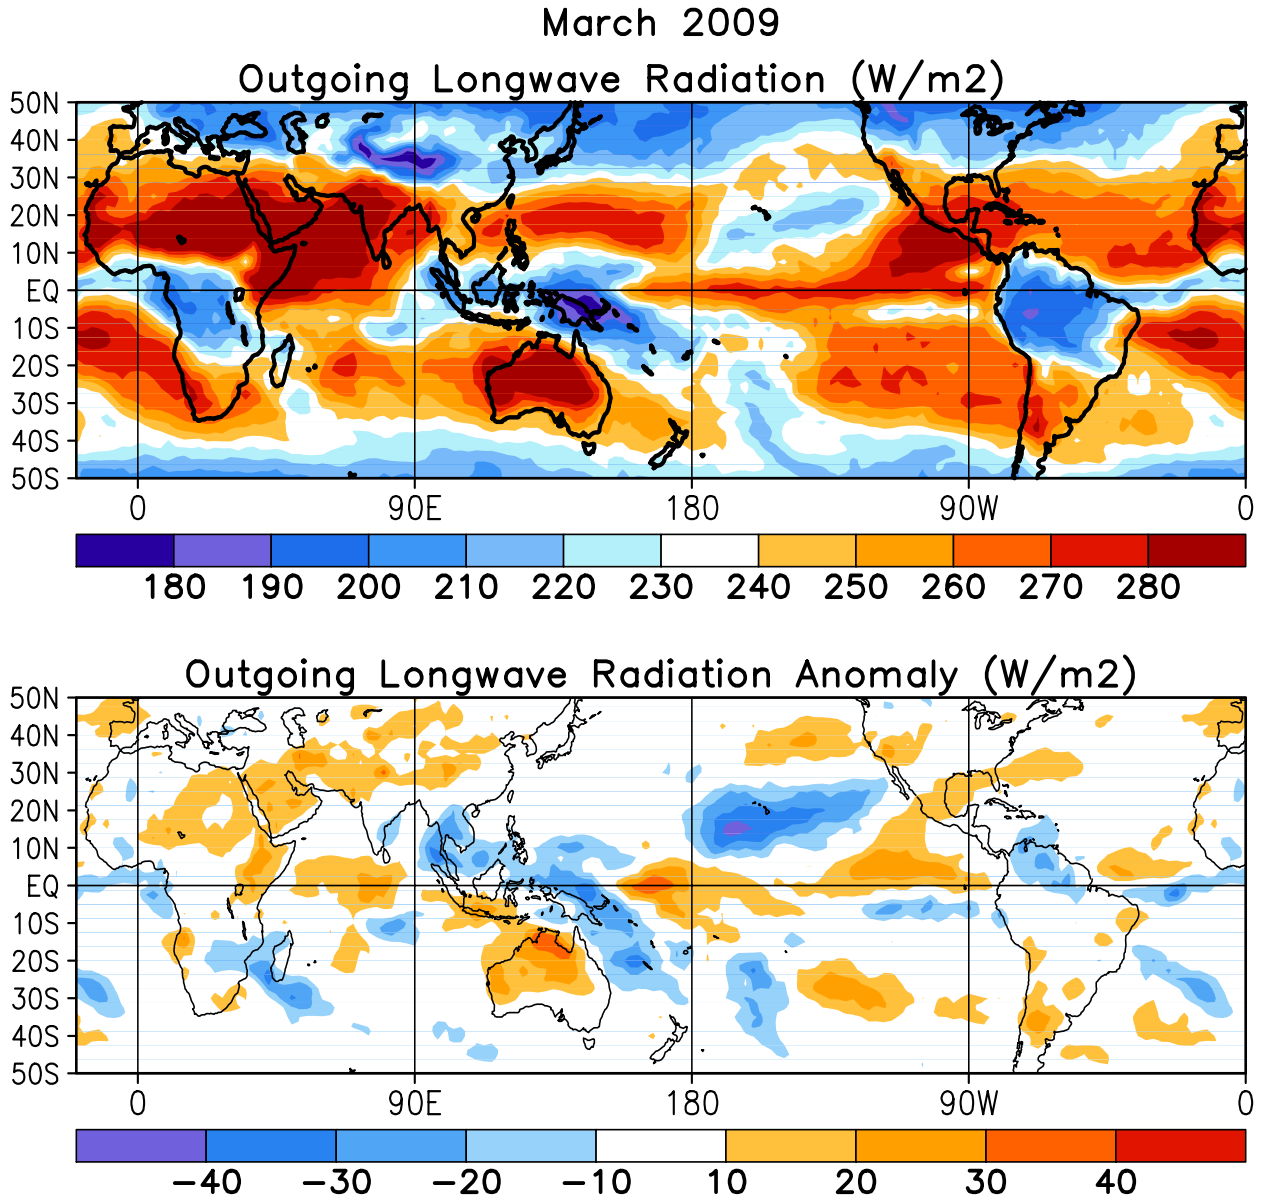 March 2009
Outgoing Longwave Radiation (W/m2)
50N
40N
30N
20N
10N
EQ
10S
20S
30S
40S
50S
0 90E 180 90W 0
180 190 200 210 220 230 240 250 260 270 280
Outgoing Longwave Radiation Anomaly (W/m2)
50N
40N
30N
20N
10N
EQ
10S
20S
30S
40S
50S
0 90E 180 90W 0
−40 −30 −20 −10 10 20 30 40